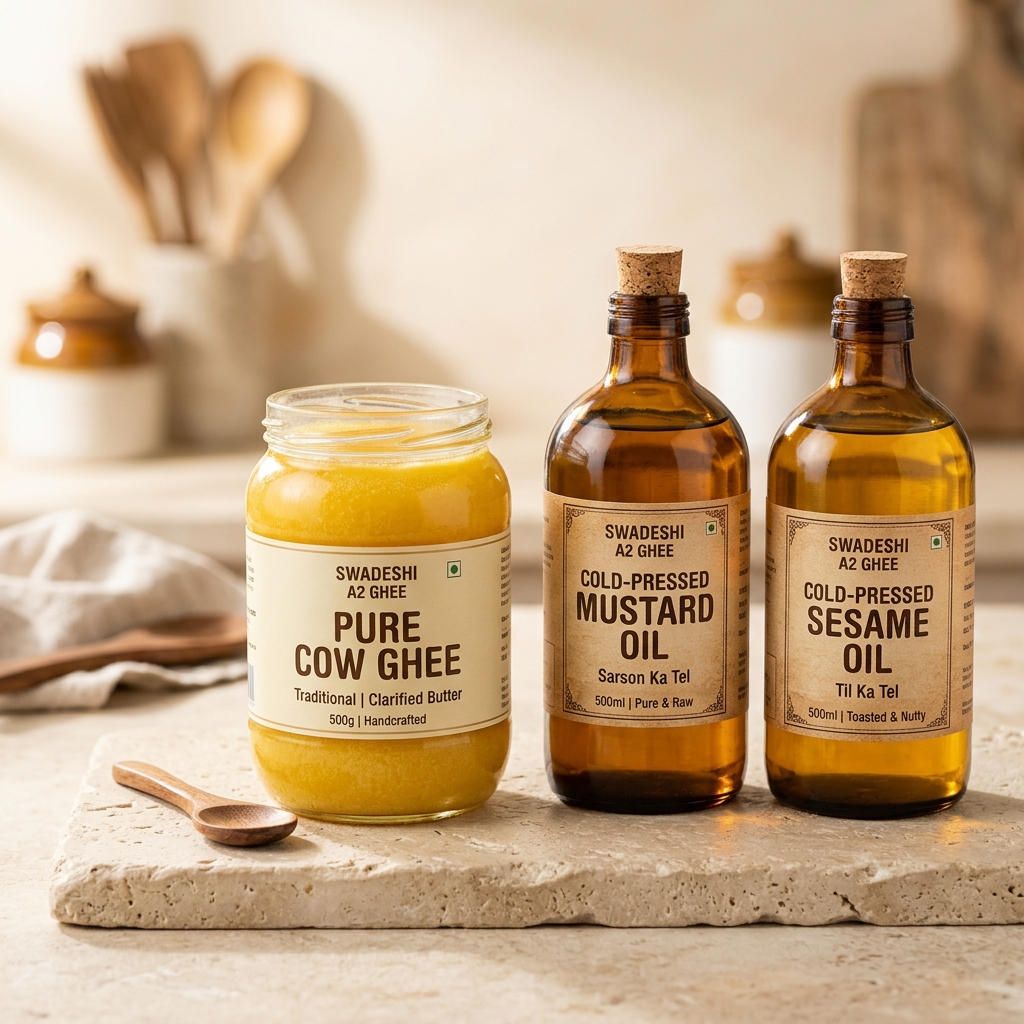 SWADESHI
A2 GHEE
PURE
COW GHEE
Traditional | Clarified Butter
500g | Handcrafted
SWADESHI
A2 GHEE
COLD-PRESSED
MUSTARD
OIL
Sarson Ka Tel
500ml | Pure & Raw
SWADESHI
A2 GHEE
COLD-PRESSED
SESAME
OIL
Til Ka Tel
500ml | Toasted & Nutty